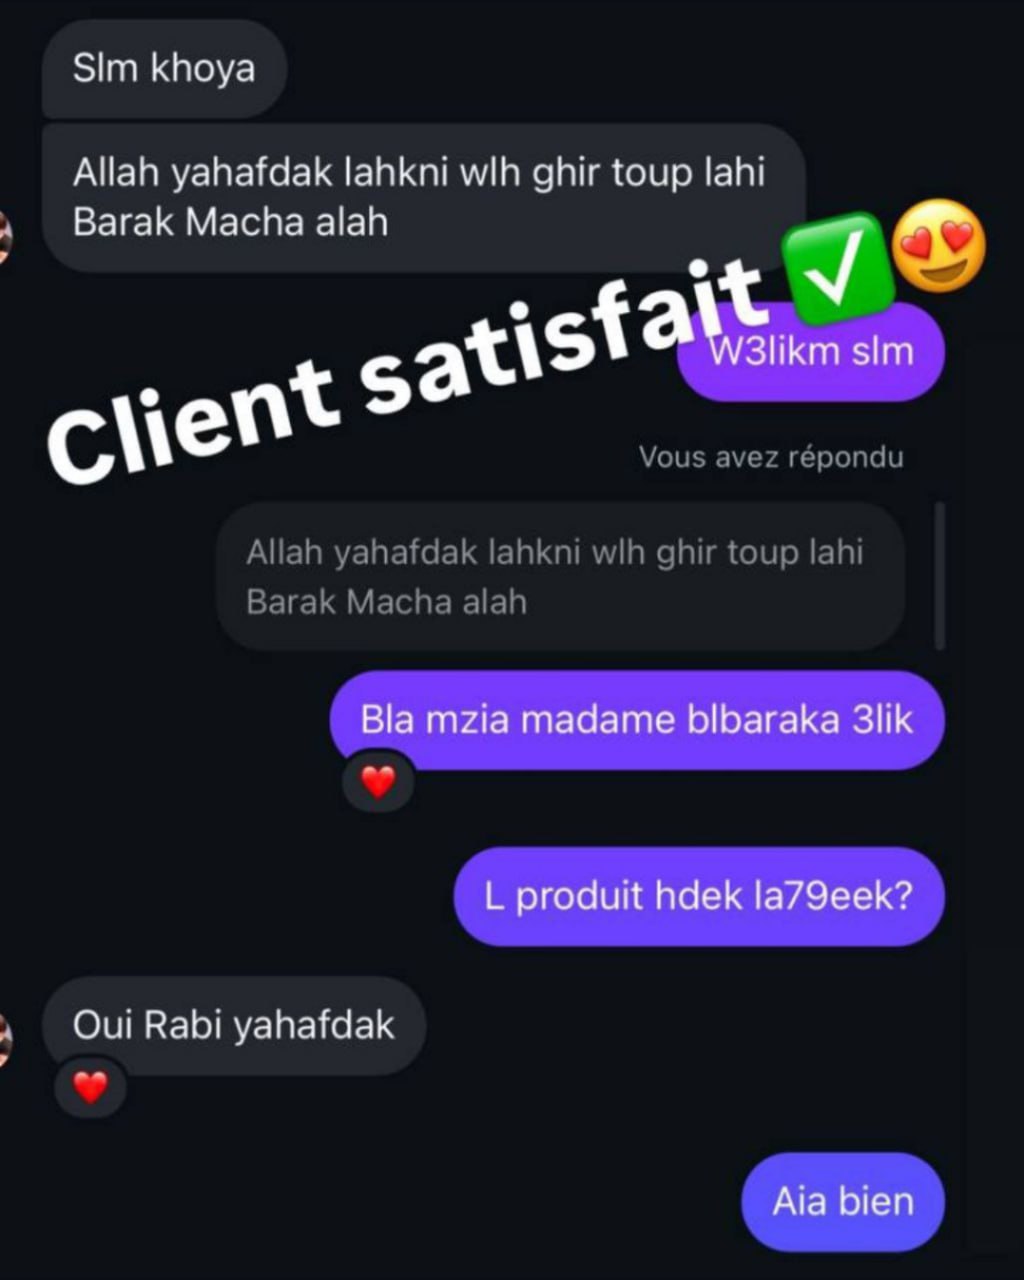 Slm khoya
Allah yahafdak lahkni wlh ghir toup lahi
Barak Macha alah
Client satisfait ✅😍
W3likm slm
Vous avez répondu
Allah yahafdak lahkni wlh ghir toup lahi
Barak Macha alah
Bla mzia madame blbaraka 3lik
❤️
L produit hdek la79eek?
Oui Rabi yahafdak
❤️
Aia bien